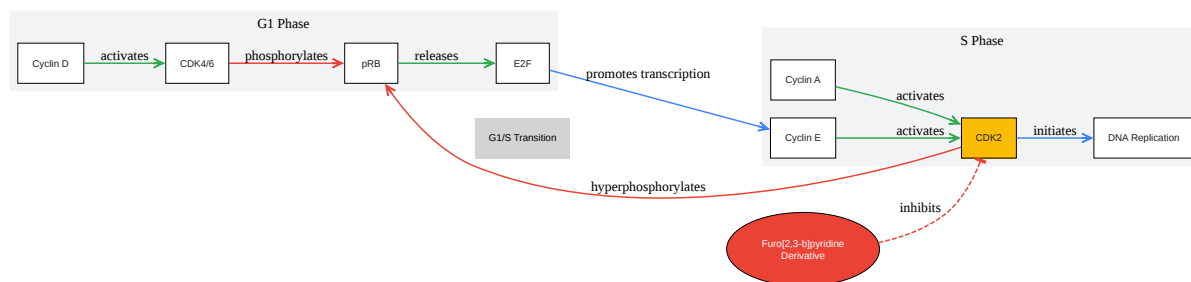 G1 Phase
Cyclin D
activates
CDK4/6
phosphorylates
pRB
releases
E2F
promotes transcription
G1/S Transition
S Phase
Cyclin A
activates
Cyclin E
activates
CDK2
initiates
DNA Replication
hyperphosphorylates
inhibits
Furo[2,3-b]pyridine
Derivative